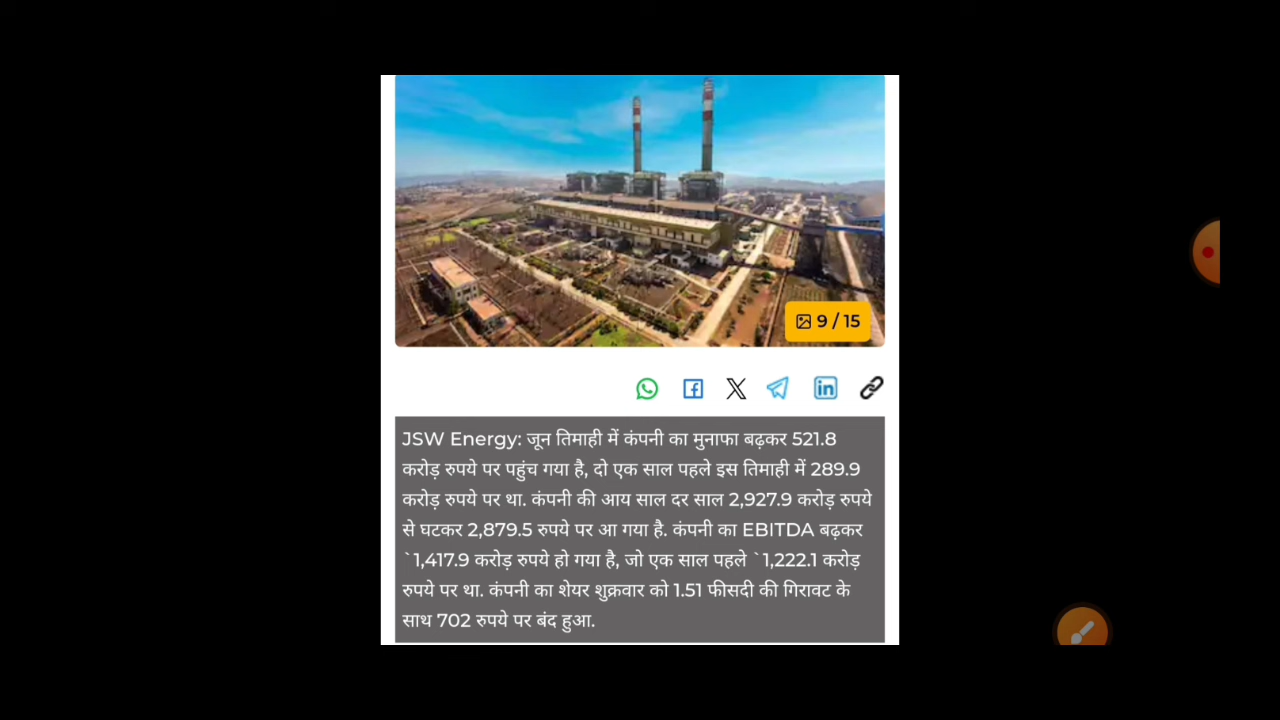 9 / 15
JSW Energy: जून तिमाही में कंपनी का मुनाफा बढ़कर 521.8
करोड़ रुपये पर पहुंच गया है, दो एक साल पहले इस तिमाही में 289.9
करोड़ रुपये पर था. कंपनी की आय साल दर साल 2,927.9 करोड़ रुपये
से घटकर 2,879.5 रुपये पर आ गया है. कंपनी का EBITDA बढ़कर
`1,417.9 करोड़ रुपये हो गया है, जो एक साल पहले `1,222.1 करोड़
रुपये पर था. कंपनी का शेयर शुक्रवार को 1.51 फीसदी की गिरावट के
साथ 702 रुपये पर बंद हुआ.